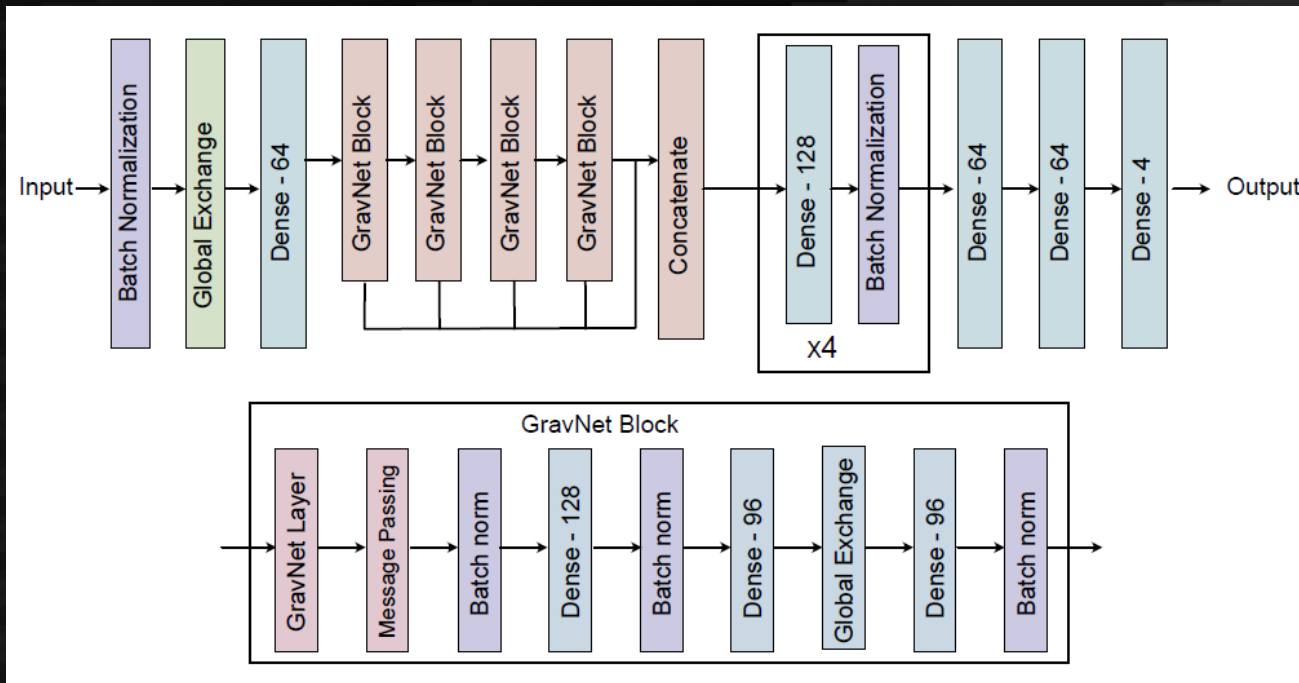 Input
Batch Normalization
Global Exchange
Dense - 64
GravNet Block
GravNet Block
GravNet Block
GravNet Block
Concatenate
Dense - 128
Batch Normalization
x4
Dense - 64
Dense - 64
Dense - 4
Output
GravNet Block
GravNet Layer
Message Passing
Batch norm
Dense - 128
Batch norm
Dense - 96
Global Exchange
Dense - 96
Batch norm